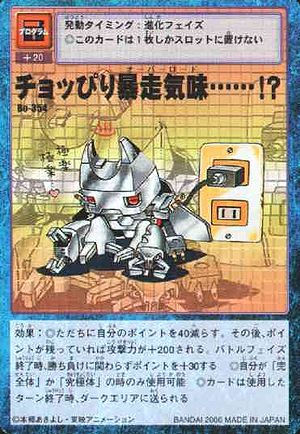 2
プログラム
+20
発動タイミング：進化フェイズ
◎このカードは1枚しかスロットに置けない
オーバーロード
チョッぴり暴走気味……!?
Bo-354
極楽
極楽
効果：◎ただちに自分のポイントを40減らす。その後、ポ
イントが残っていれば攻撃力が+200される。バトルフェイズ
終了時、勝ち負けに関わらずポイントを+30する ◎自分が「完
全体」か「究極体」の時のみ使用可能 ◎カードは使用した
ターン終了時、ダークエリアに送られる
©本郷あきよし・東映アニメーション
BANDAI 2006 MADE IN JAPAN